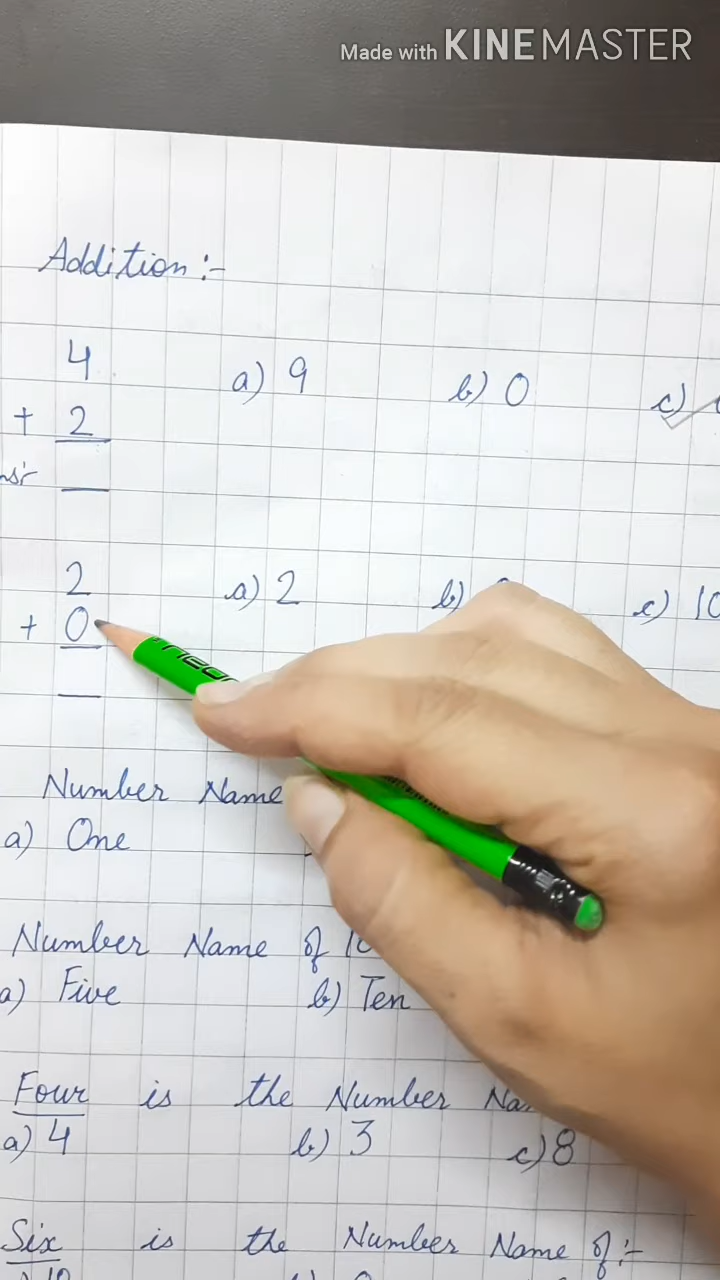 Made with KINEMASTER
Addition :-
4 a) 9 b) 0 c)
+ 2
2 a) 2 b) c) 10
+ 0
Number Name
a) One
Number Name of 10
a) Five b) Ten
Four is the Number
a) 4 b) 3 c) 8
Six is the Number Name of :-